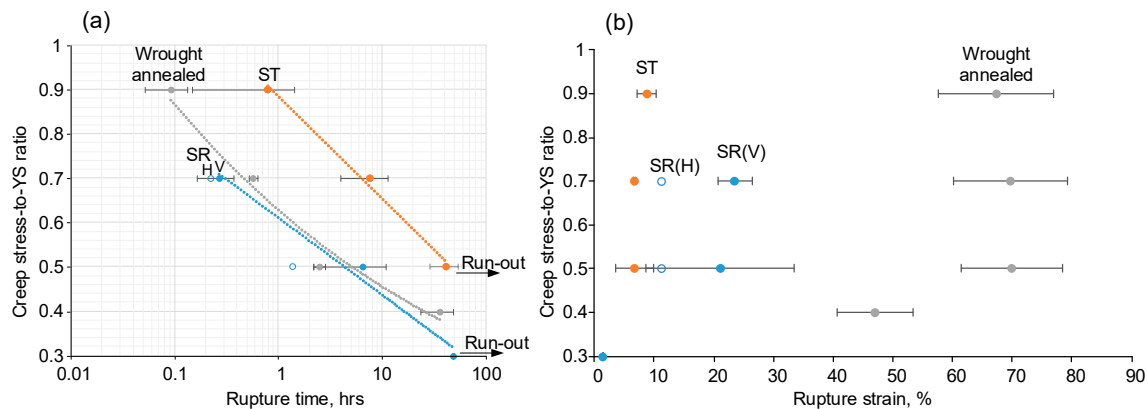 (a)
Creep stress-to-YS ratio
1
0.9
0.8
0.7
0.6
0.5
0.4
0.3
Wrought
annealed
ST
SR
H
V
Run-out
Run-out
0.01
0.1
1
10
100
Rupture time, hrs
(b)
Creep stress-to-YS ratio
1
0.9
0.8
0.7
0.6
0.5
0.4
0.3
ST
Wrought
annealed
SR(H)
SR(V)
0
10
20
30
40
50
60
70
80
90
Rupture strain, %